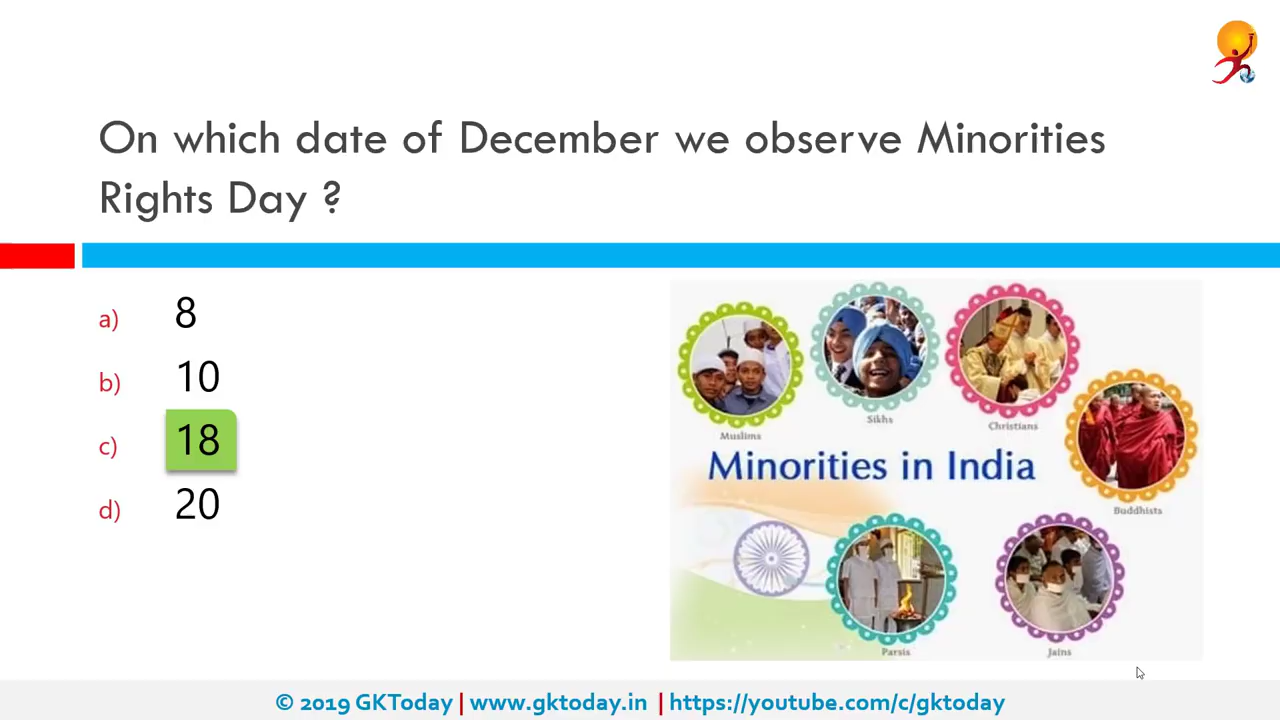 On which date of December we observe Minorities
Rights Day ?
a) 8
b) 10
c) 18
d) 20
Muslims
Sikhs
Christians
Minorities in India
Buddhists
Parsis
Jains
© 2019 GKToday | www.gktoday.in | https://youtube.com/c/gktoday